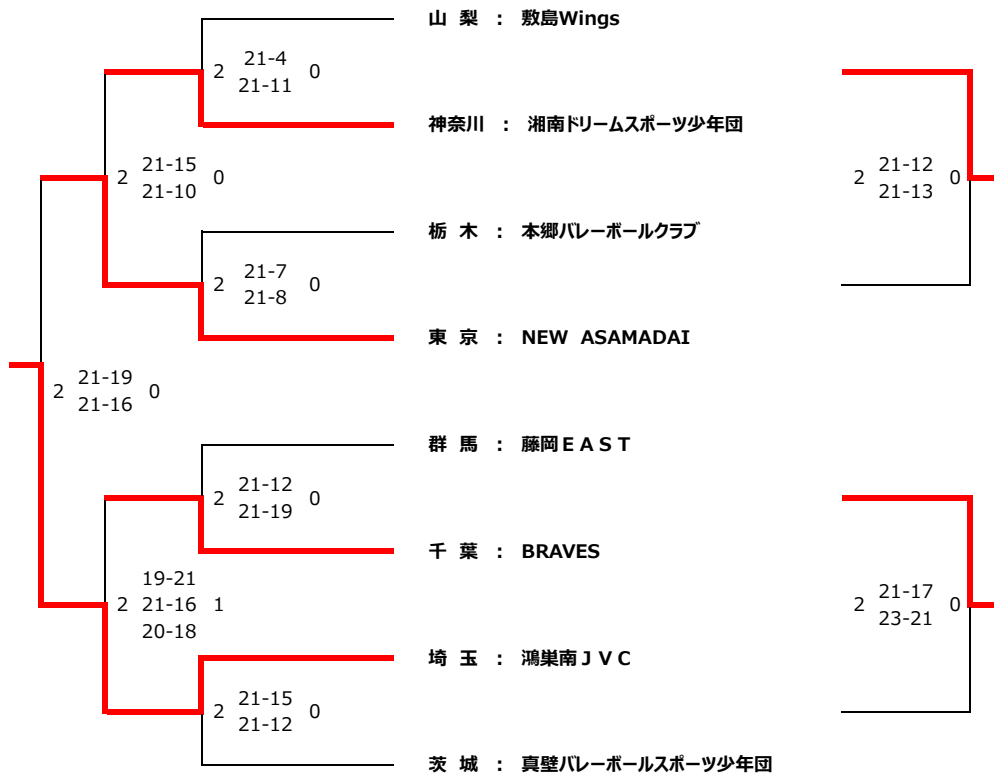 山 梨 : 敷島Wings
2 21-4 0
21-11
神奈川 : 湘南ドリームスポーツ少年団
2 21-15 0
21-10
2 21-12 0
21-13
栃 木 : 本郷バレーボールクラブ
2 21-7 0
21-8
東 京 : NEW ASAMADAI
2 21-19 0
21-16
群 馬 : 藤岡ＥＡＳＴ
2 21-12 0
21-19
千 葉 : BRAVES
19-21
2 21-16 1
20-18
2 21-17 0
23-21
埼 玉 : 鴻巣南ＪＶＣ
2 21-15 0
21-12
茨 城 : 真壁バレーボールスポーツ少年団